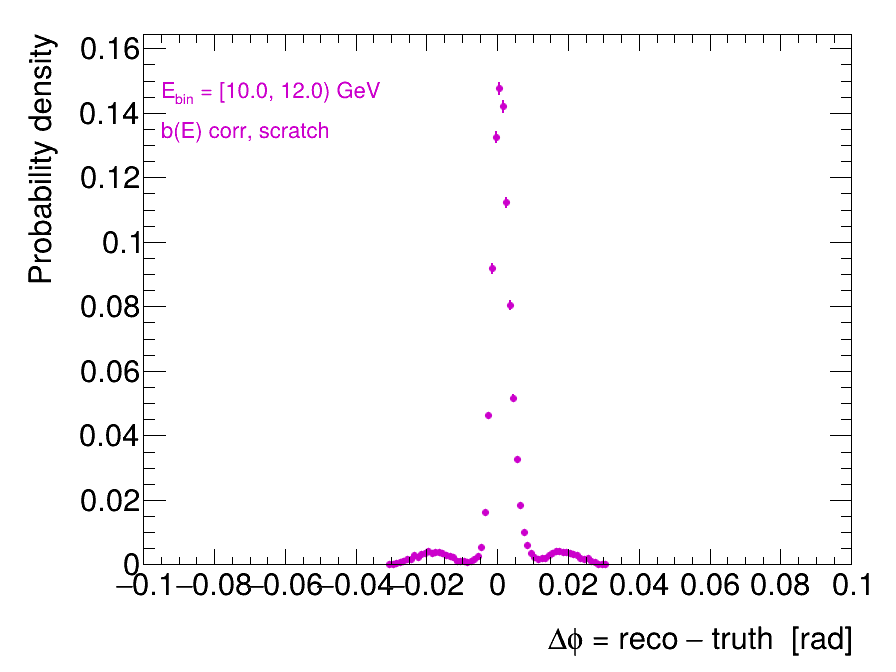 Probability density
0.16
0.14
0.12
0.1
0.08
0.06
0.04
0.02
0
E_bin = [10.0, 12.0) GeV
b(E) corr, scratch
−0.1 −0.08 −0.06 −0.04 −0.02 0 0.02 0.04 0.06 0.08 0.1
Δϕ = reco − truth [rad]